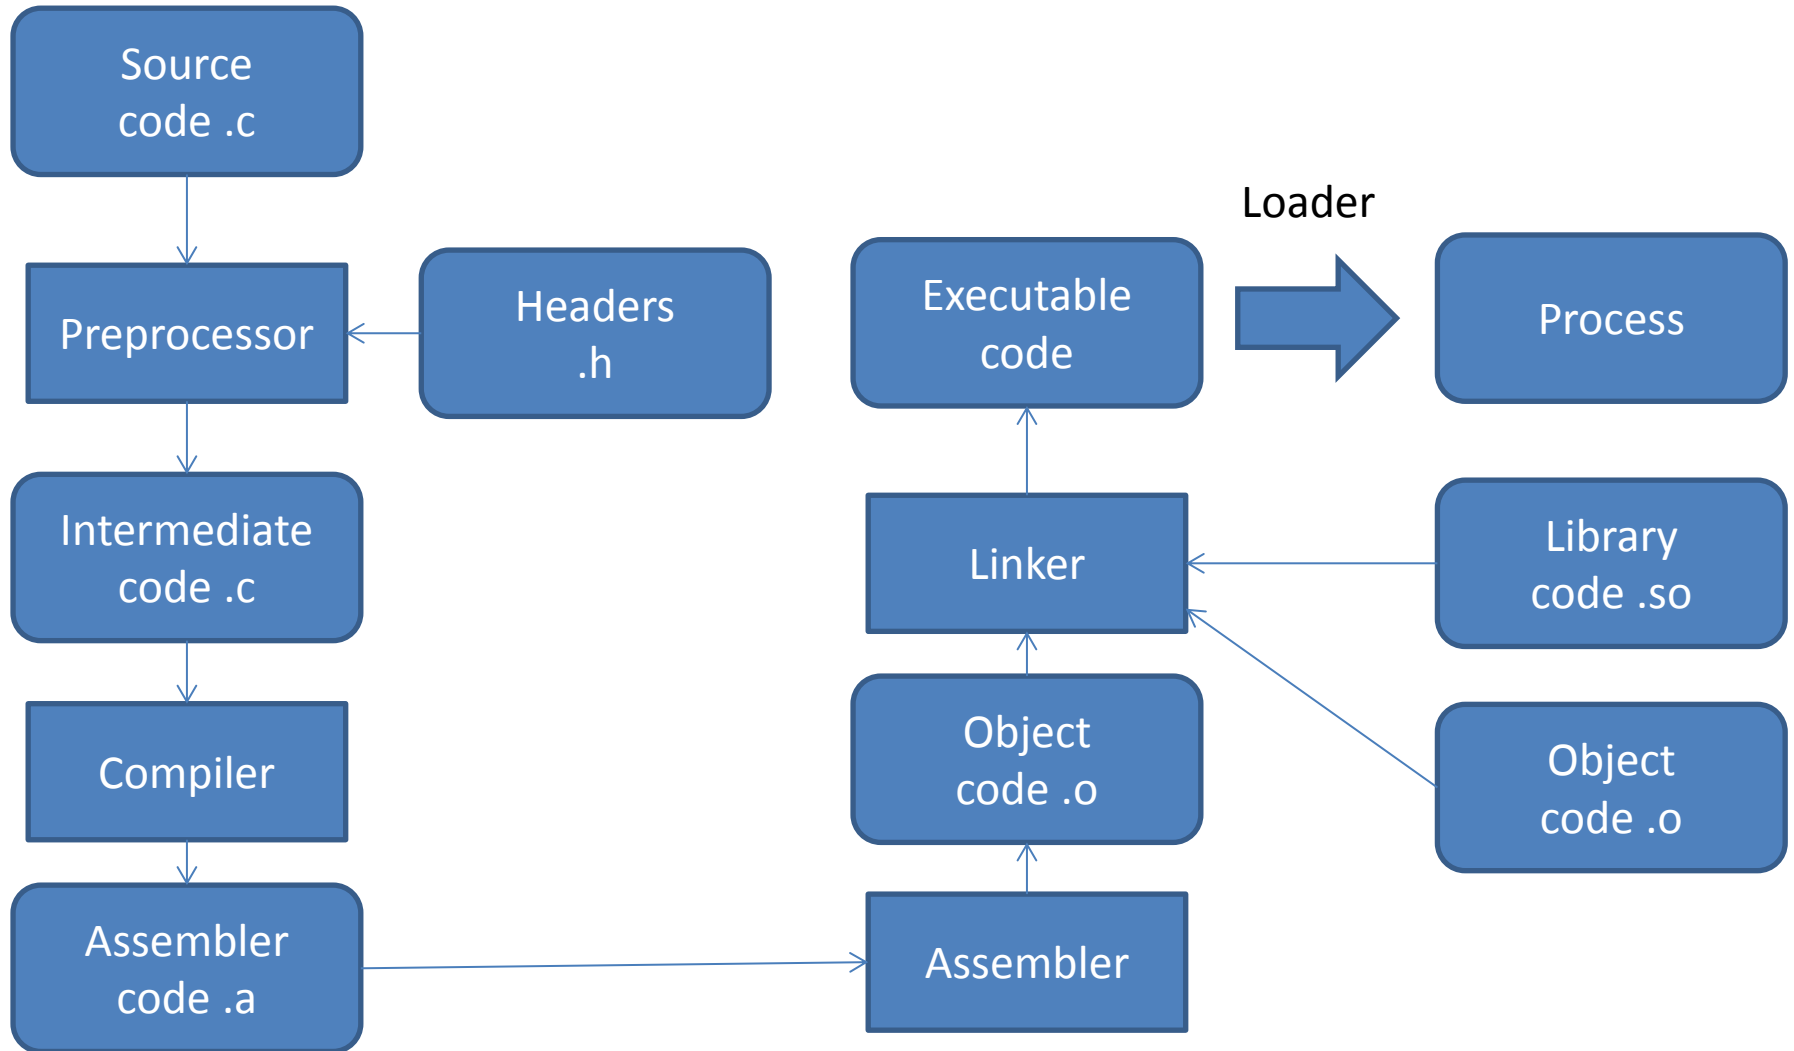 Source
code .c
Preprocessor
Headers
.h
Intermediate
code .c
Compiler
Assembler
code .a
Assembler
Object
code .o
Linker
Library
code .so
Object
code .o
Executable
code
Loader
Process